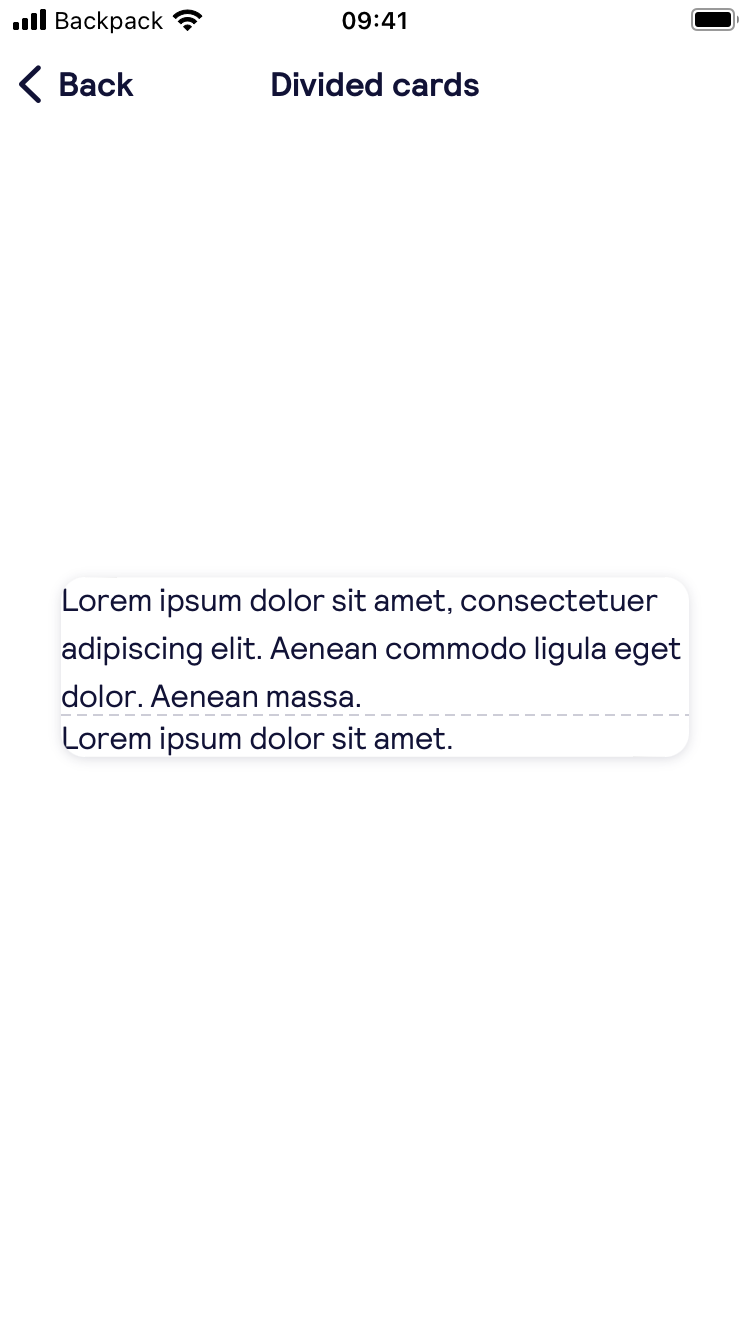 Backpack 09:41
Back Divided cards
Lorem ipsum dolor sit amet, consectetuer
adipiscing elit. Aenean commodo ligula eget
dolor. Aenean massa.
Lorem ipsum dolor sit amet.